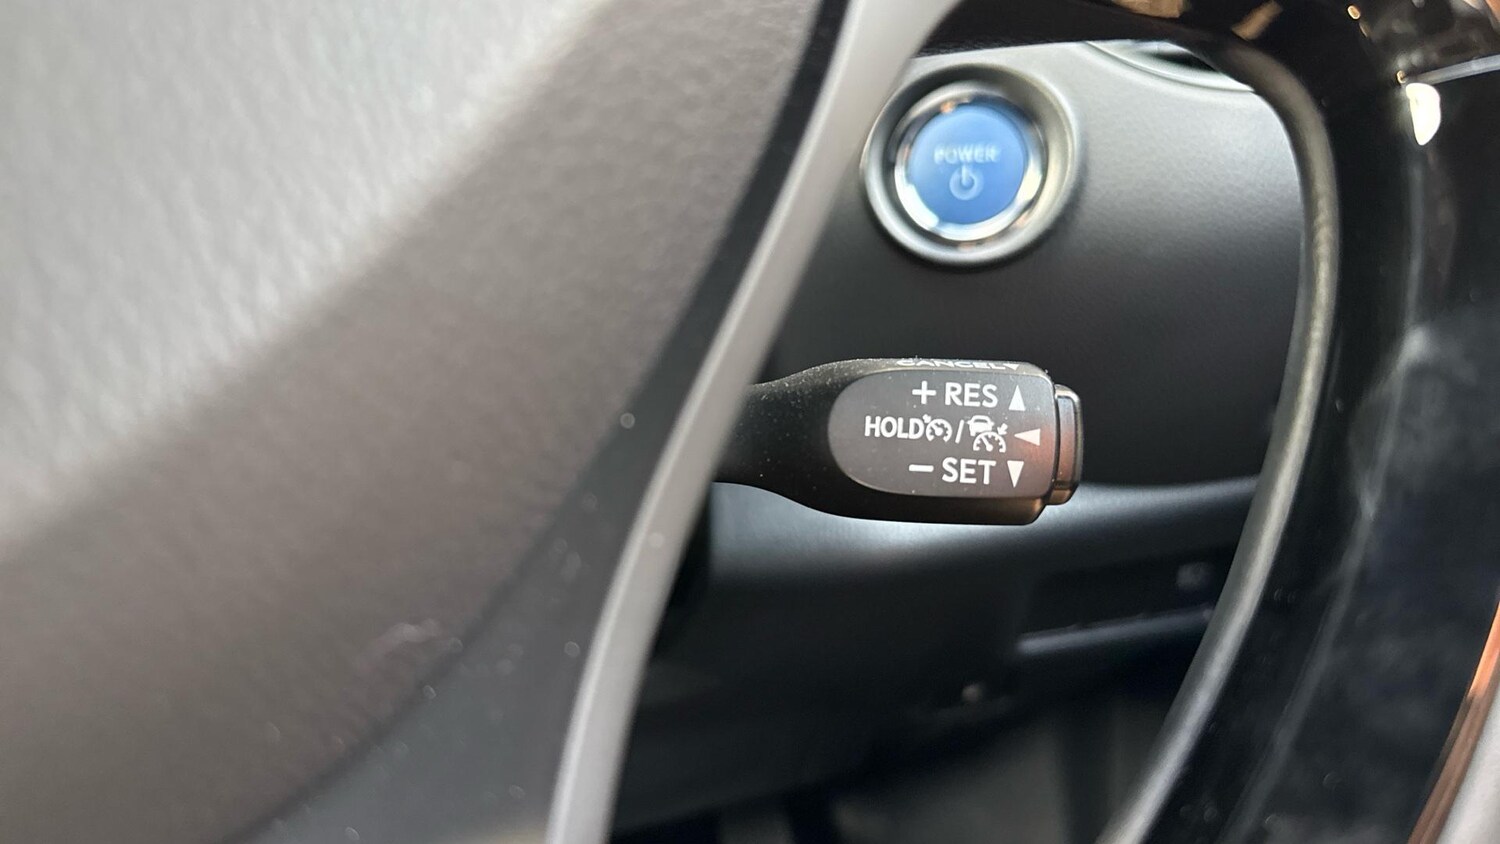 POWER
CANCEL
+ RES
HOLD /
− SET